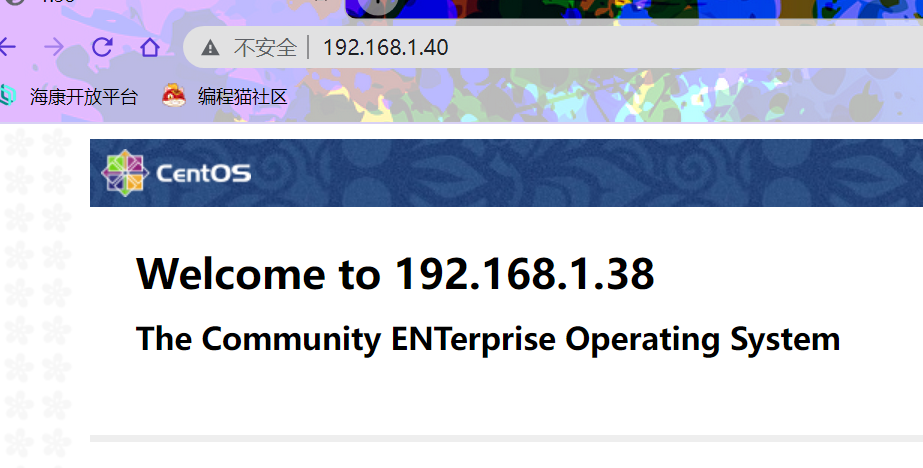 不安全 | 192.168.1.40
海康开放平台 编程猫社区
CentOS
Welcome to 192.168.1.38
The Community ENTerprise Operating System